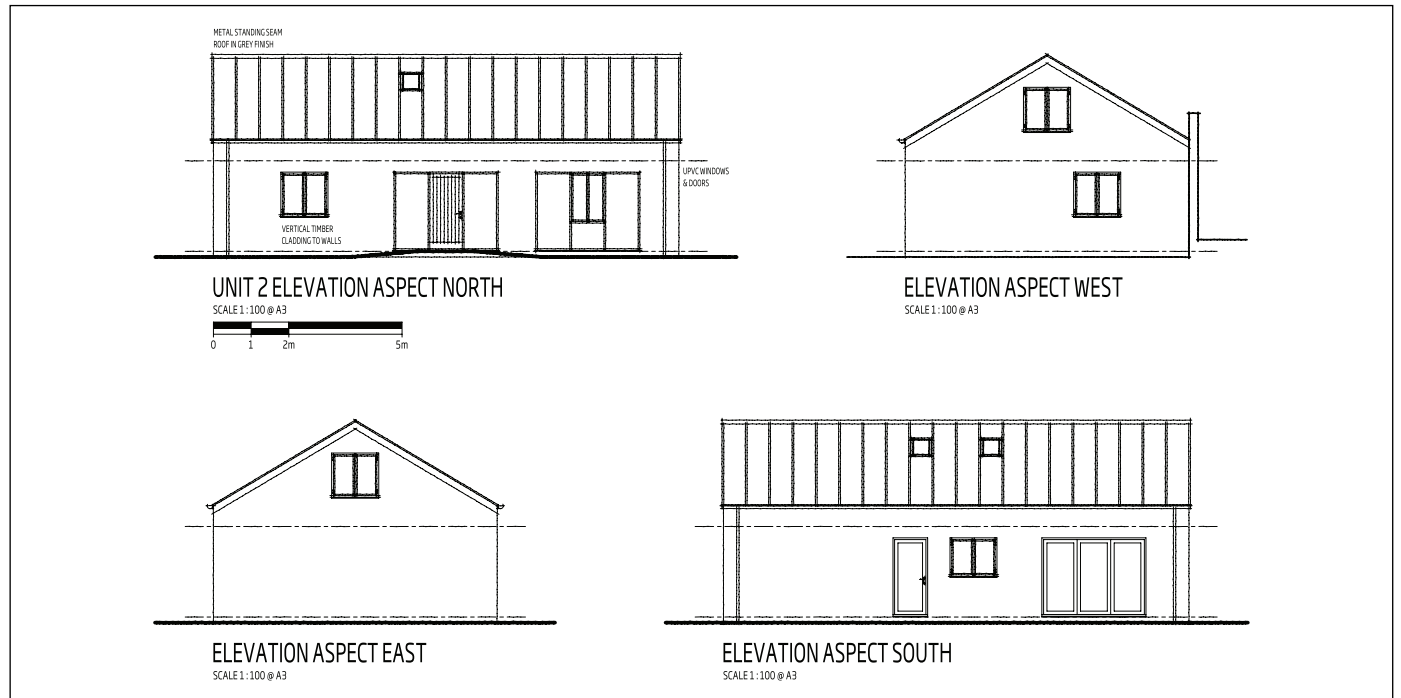 METAL STANDING SEAM
ROOF IN GREY FINISH
UPVC WINDOWS
& DOORS
VERTICAL TIMBER
CLADDING TO WALLS
UNIT 2 ELEVATION ASPECT NORTH
SCALE 1 : 100 @ A3
0 1 2m 5m
ELEVATION ASPECT WEST
SCALE 1 : 100 @ A3
ELEVATION ASPECT EAST
SCALE 1 : 100 @ A3
ELEVATION ASPECT SOUTH
SCALE 1 : 100 @ A3